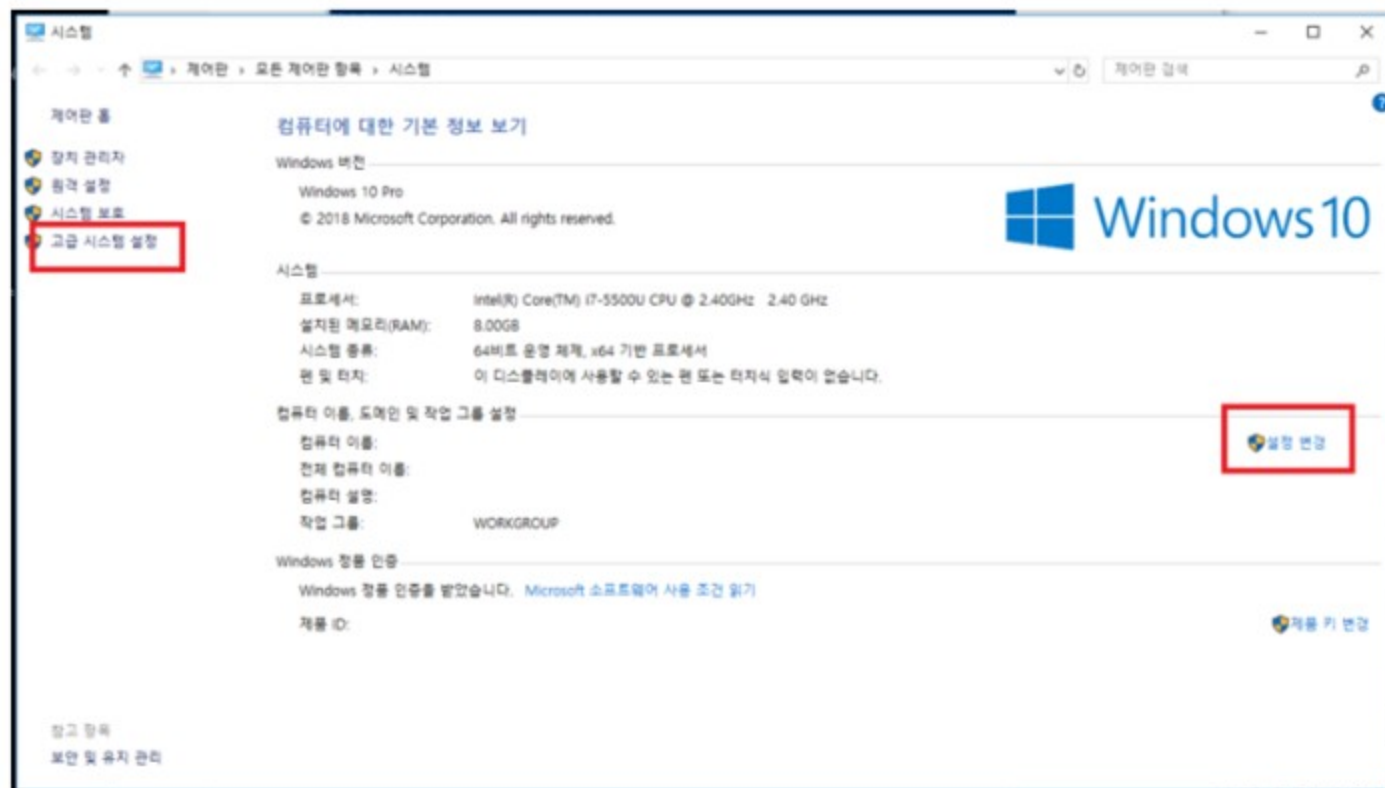 시스템
제어판 › 모든 제어판 항목 › 시스템
제어판 검색
제어판 홈
장치 관리자
원격 설정
시스템 보호
고급 시스템 설정
컴퓨터에 대한 기본 정보 보기
Windows 버전
Windows 10 Pro
© 2018 Microsoft Corporation. All rights reserved.
Windows 10
시스템
프로세서: Intel(R) Core(TM) i7-5500U CPU @ 2.40GHz 2.40 GHz
설치된 메모리(RAM): 8.00GB
시스템 종류: 64비트 운영 체제, x64 기반 프로세서
펜 및 터치: 이 디스플레이에 사용할 수 있는 펜 또는 터치식 입력이 없습니다.
컴퓨터 이름, 도메인 및 작업 그룹 설정
컴퓨터 이름: 설정 변경
전체 컴퓨터 이름:
컴퓨터 설명:
작업 그룹: WORKGROUP
Windows 정품 인증
Windows 정품 인증을 받았습니다. Microsoft 소프트웨어 사용 조건 읽기
제품 ID: 제품 키 변경
참고 항목
보안 및 유지 관리